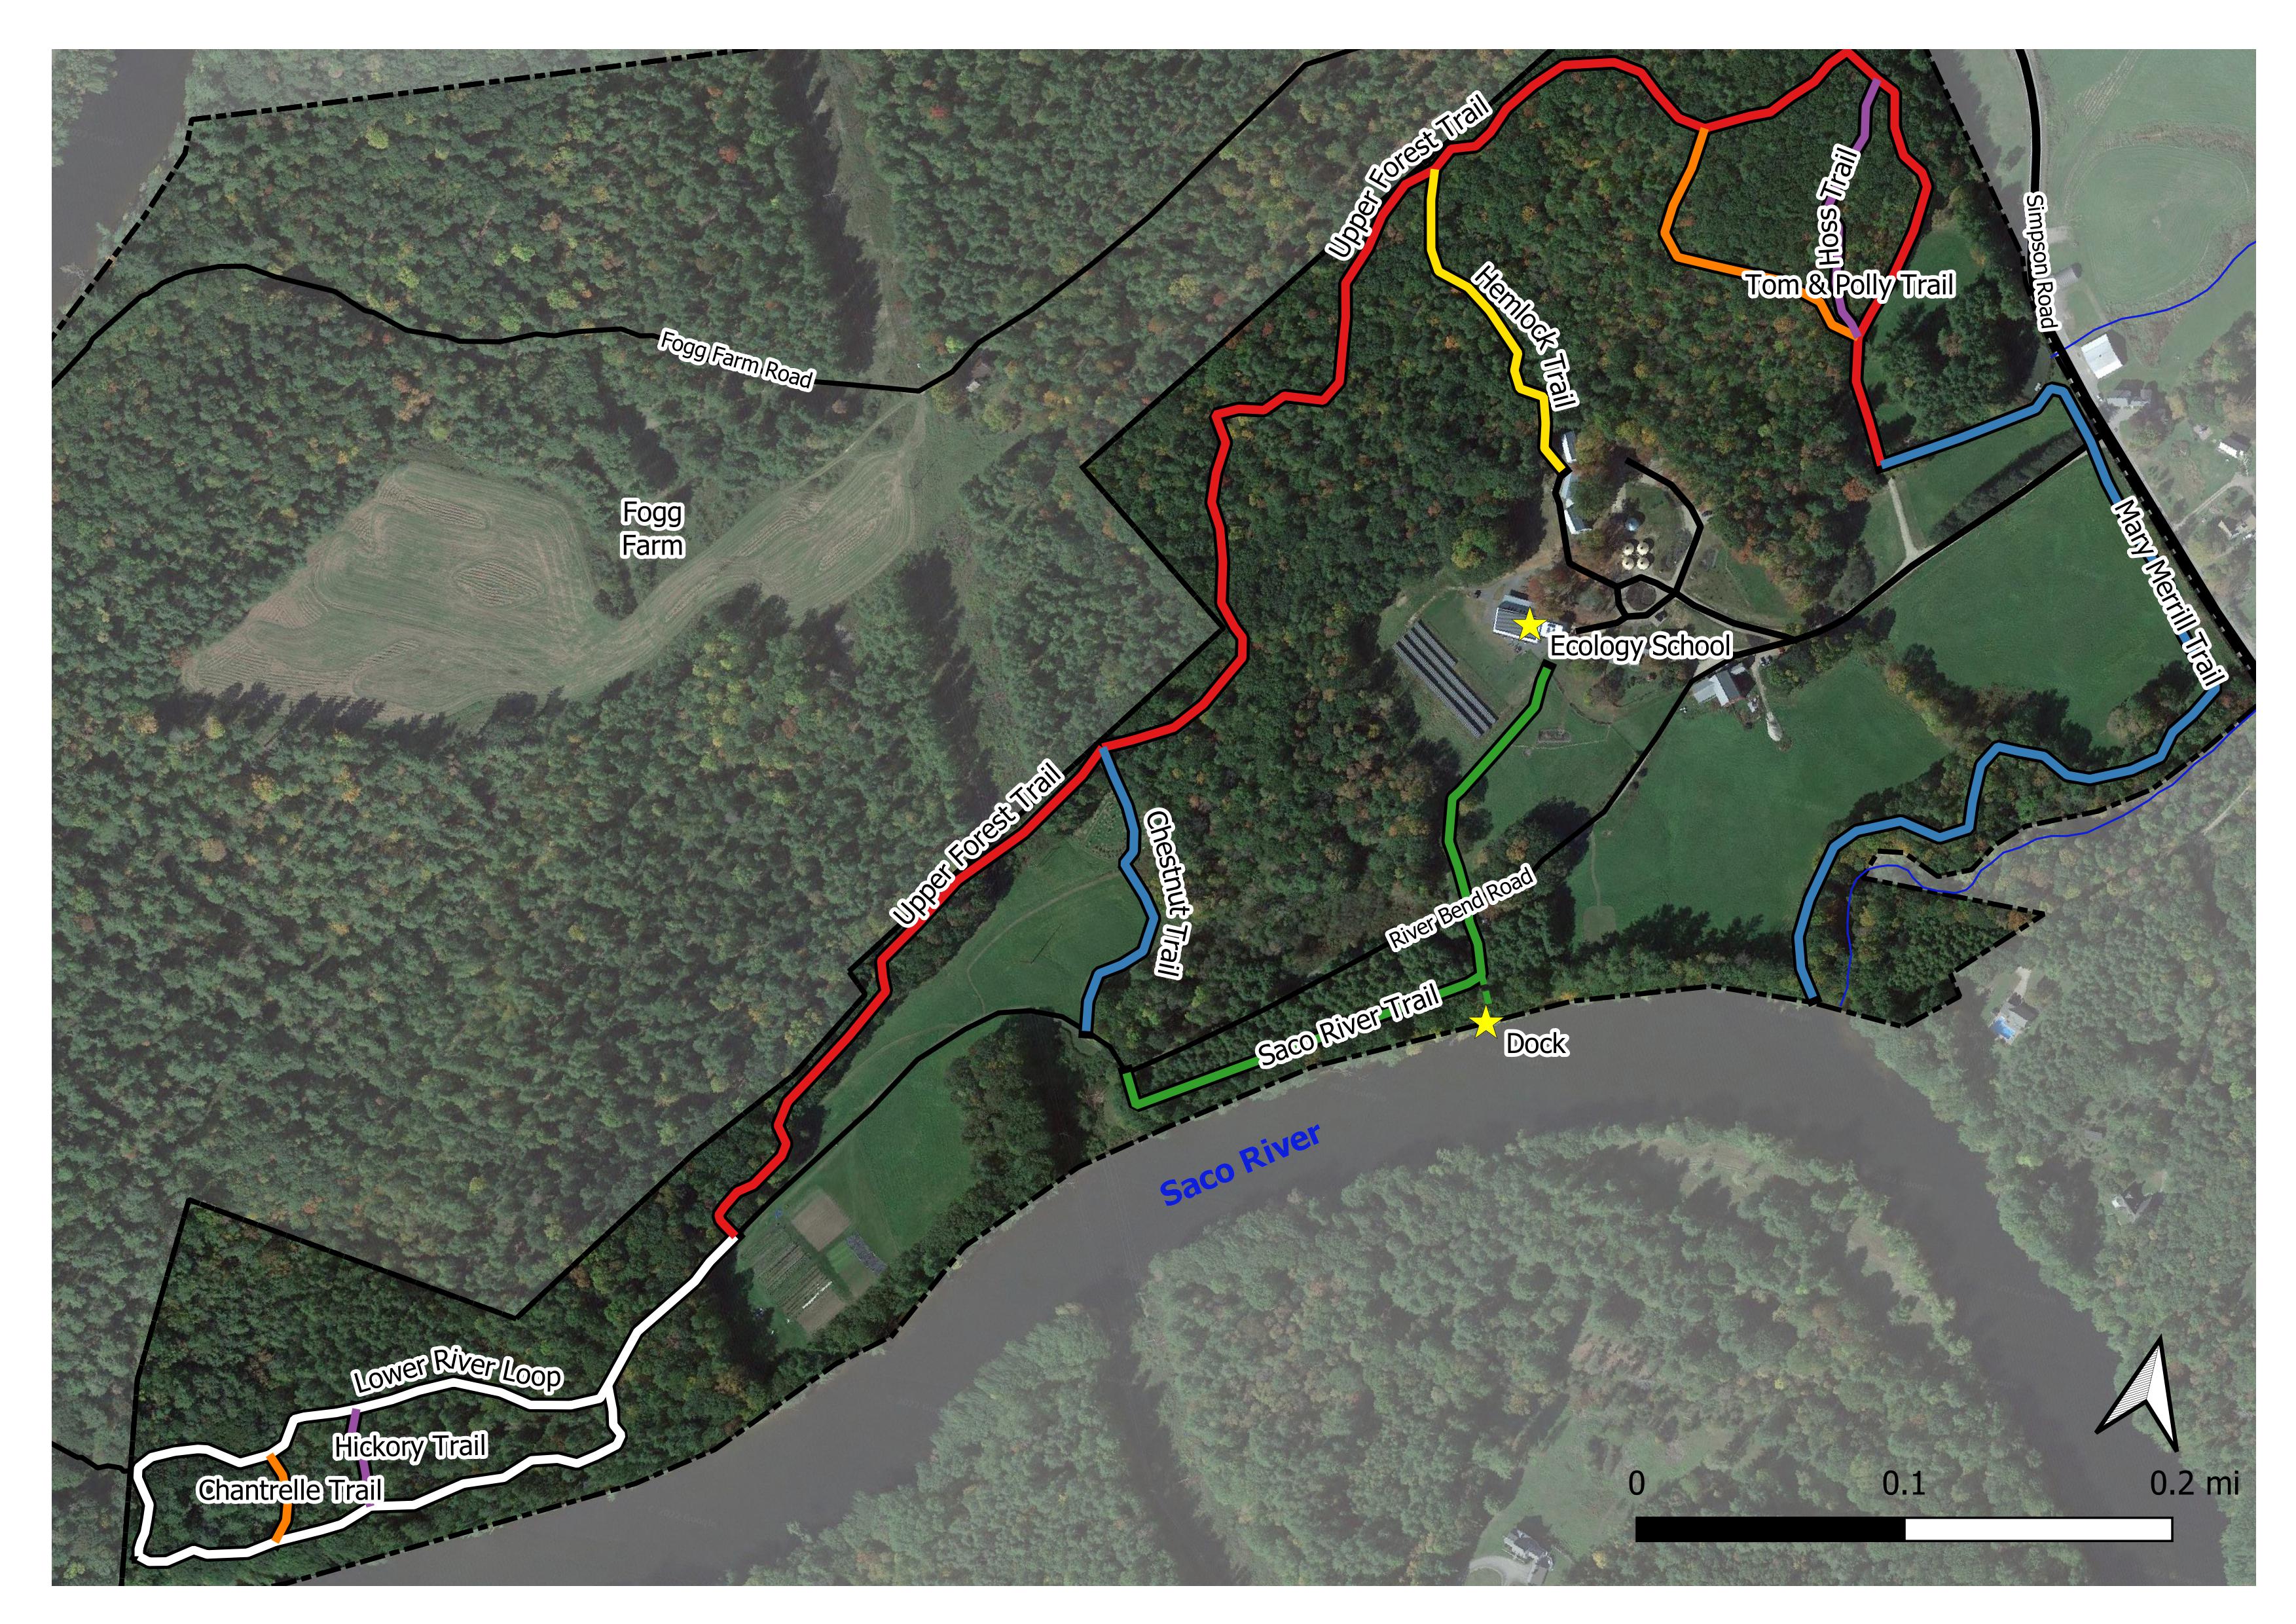 Upper Forest Trail
Hoss Trail
Simpson Road
Tom & Polly Trail
Hemlock Trail
Fogg Farm Road
Fogg
Farm
Mary Merrill Trail
Ecology School
Upper Forest Trail
Chestnut Trail
River Bend Road
Saco River Trail
Dock
Saco River
Lower River Loop
Hickory Trail
Chantrelle Trail
0 0.1 0.2 mi